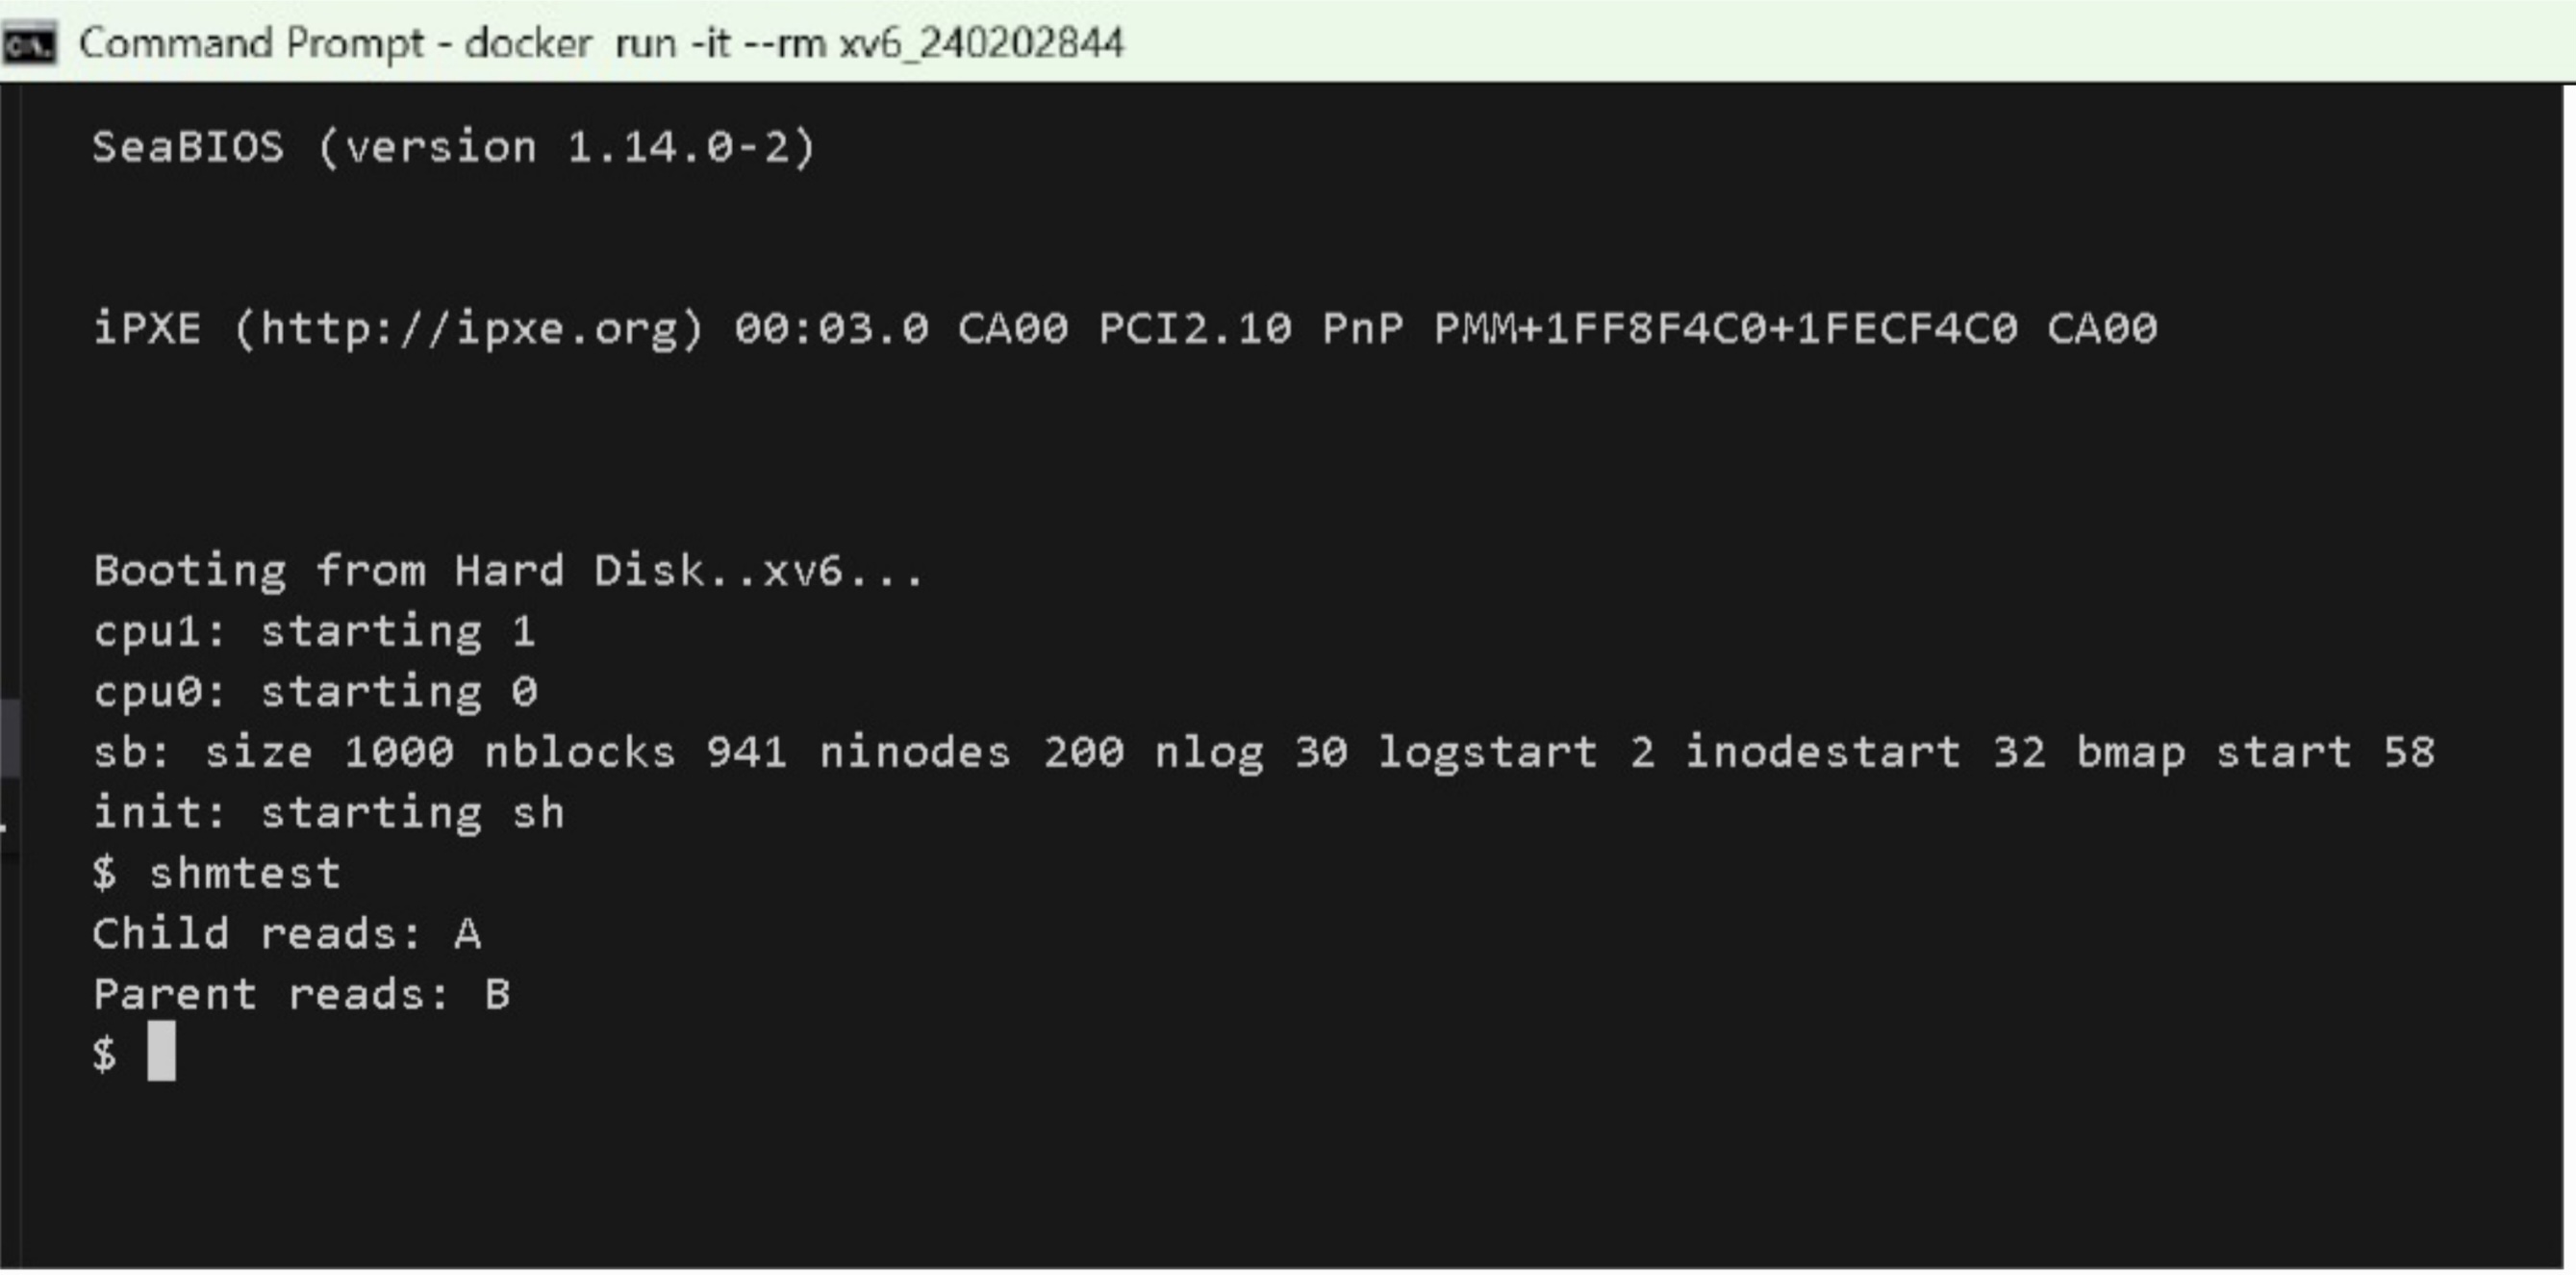 Command Prompt - docker  run -it --rm xv6_240202844
SeaBIOS (version 1.14.0-2)
iPXE (http://ipxe.org) 00:03.0 CA00 PCI2.10 PnP PMM+1FF8F4C0+1FECF4C0 CA00
Booting from Hard Disk..xv6...
cpu1: starting 1
cpu0: starting 0
sb: size 1000 nblocks 941 ninodes 200 nlog 30 logstart 2 inodestart 32 bmap start 58
init: starting sh
$ shmtest
Child reads: A
Parent reads: B
$